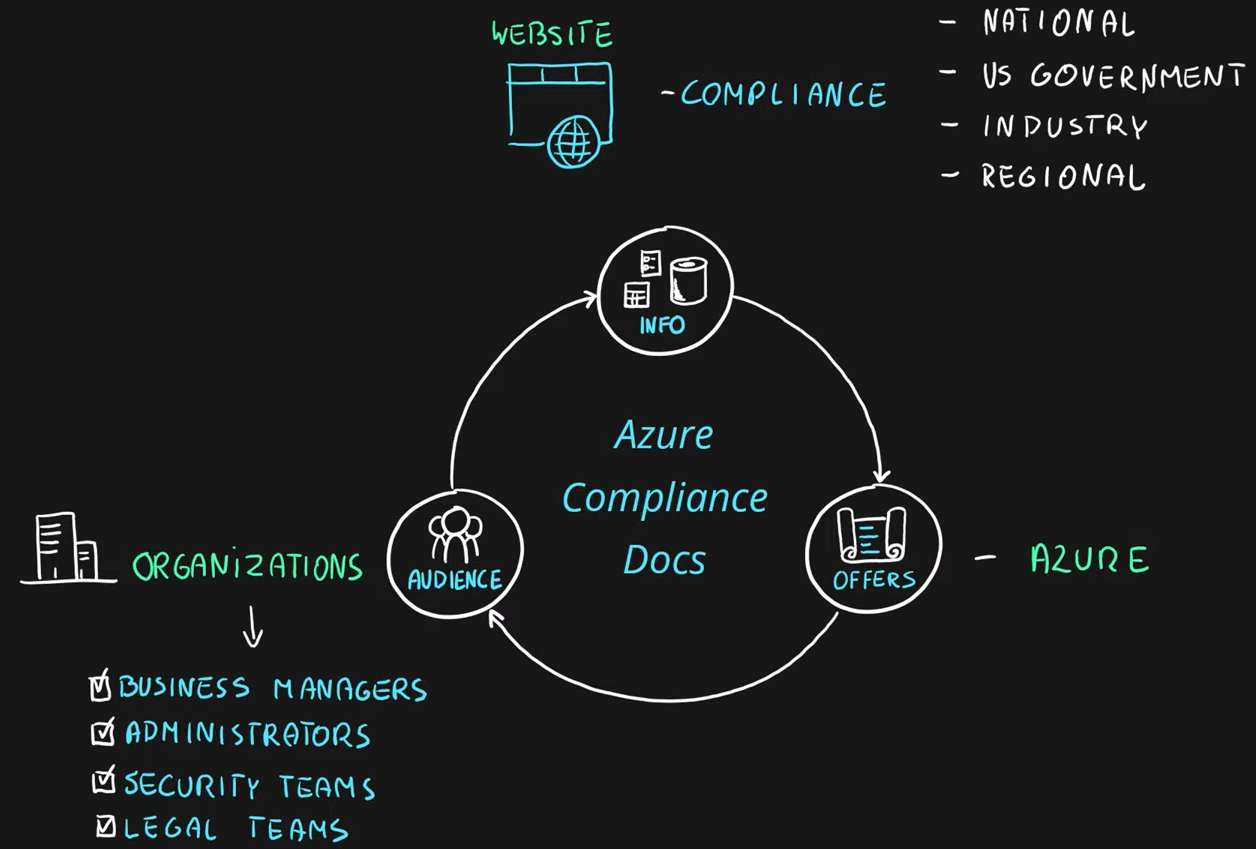 WEBSITE
- COMPLIANCE
- NATIONAL
- US GOVERNMENT
- INDUSTRY
- REGIONAL
INFO
Azure
Compliance
Docs
ORGANiZATIONS
AUDIENCE
OFFERS
- AZURE
BUSINESS MANAGERS
ADMINISTRATORS
SECURITY TEAMS
LEGAL TEAMS